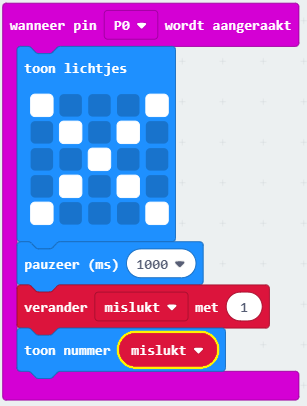 wanneer pin P0 wordt aangeraakt
toon lichtjes
pauzeer (ms) 1000
verander mislukt met 1
toon nummer mislukt